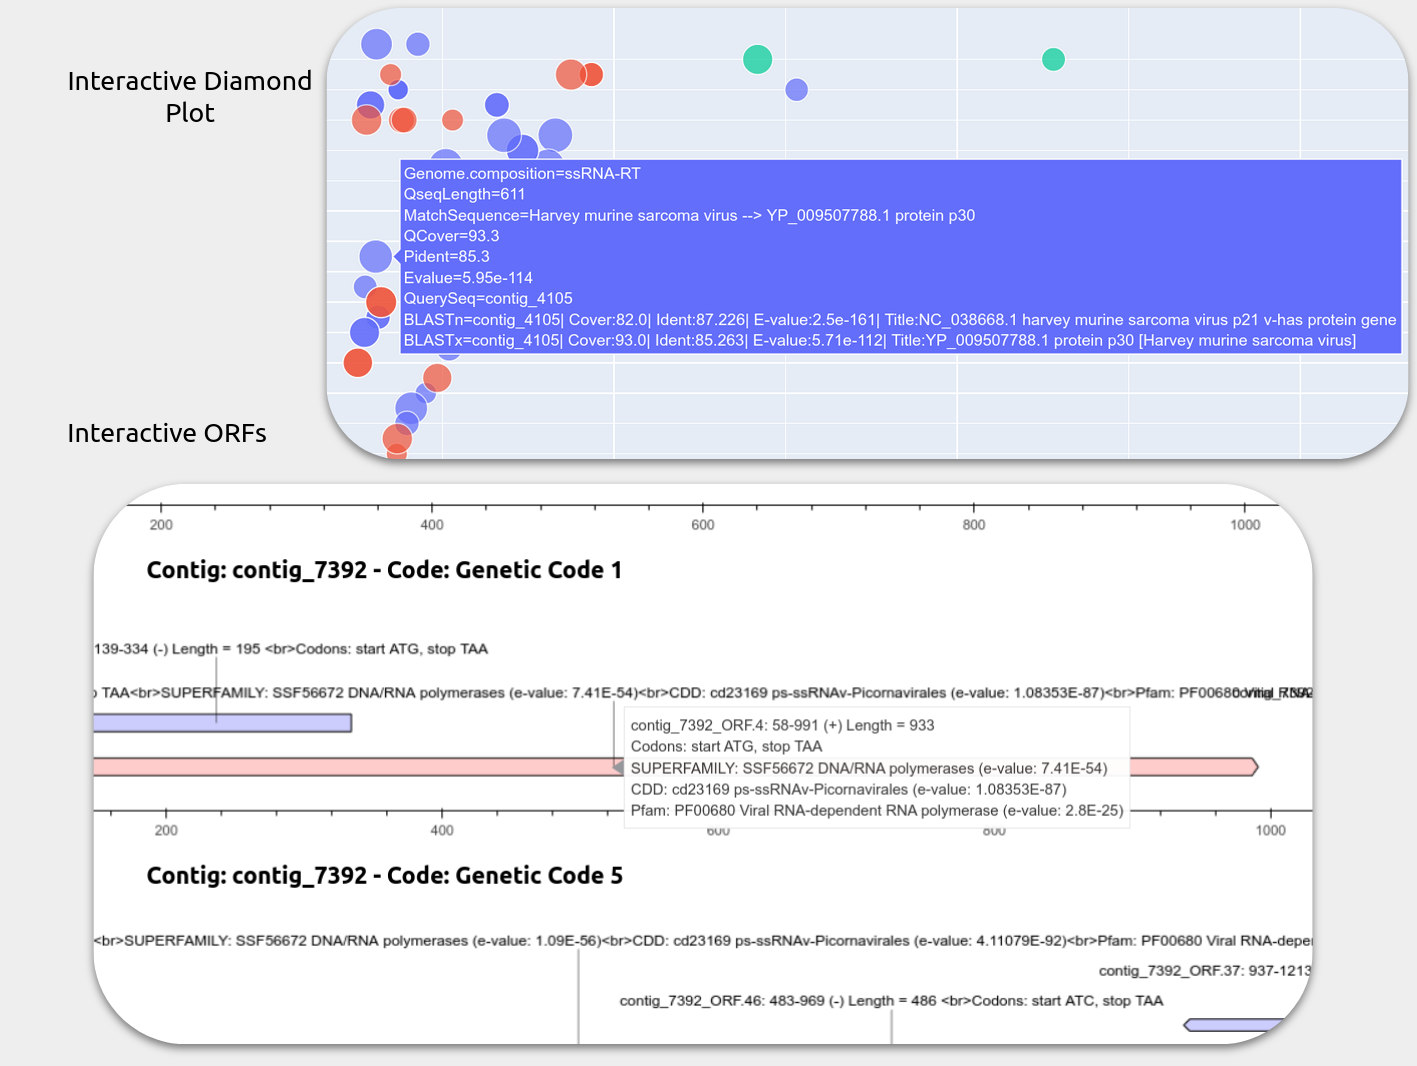 Interactive Diamond
Plot
Genome.composition=ssRNA-RT
QseqLength=611
MatchSequence=Harvey murine sarcoma virus --> YP_009507788.1 protein p30
QCover=93.3
Pident=85.3
Evalue=5.95e-114
QuerySeq=contig_4105
BLASTn=contig_4105| Cover:82.0| Ident:87.226| E-value:2.5e-161| Title:NC_038668.1 harvey murine sarcoma virus p21 v-has protein gene
BLASTx=contig_4105| Cover:93.0| Ident:85.263| E-value:5.71e-112| Title:YP_009507788.1 protein p30 [Harvey murine sarcoma virus]
Interactive ORFs
200 400 600 800 1000
Contig: contig_7392 - Code: Genetic Code 1
139-334 (-) Length = 195 <br>Codons: start ATG, stop TAA
TAA<br>SUPERFAMILY: SSF56672 DNA/RNA polymerases (e-value: 7.41E-54)<br>CDD: cd23169 ps-ssRNAv-Picornavirales (e-value: 1.08353E-87)<br>Pfam: PF00680
contig_7392_ORF.4: 58-991 (+) Length = 933
Codons: start ATG, stop TAA
SUPERFAMILY: SSF56672 DNA/RNA polymerases (e-value: 7.41E-54)
CDD: cd23169 ps-ssRNAv-Picornavirales (e-value: 1.08353E-87)
Pfam: PF00680 Viral RNA-dependent RNA polymerase (e-value: 2.8E-25)
200 400 600 800 1000
Contig: contig_7392 - Code: Genetic Code 5
<br>SUPERFAMILY: SSF56672 DNA/RNA polymerases (e-value: 1.09E-56)<br>CDD: cd23169 ps-ssRNAv-Picornavirales (e-value: 4.11079E-92)<br>Pfam: PF00680 Viral RNA-deper
contig_7392_ORF.37: 937-1213
contig_7392_ORF.46: 483-969 (-) Length = 486 <br>Codons: start ATC, stop TAA